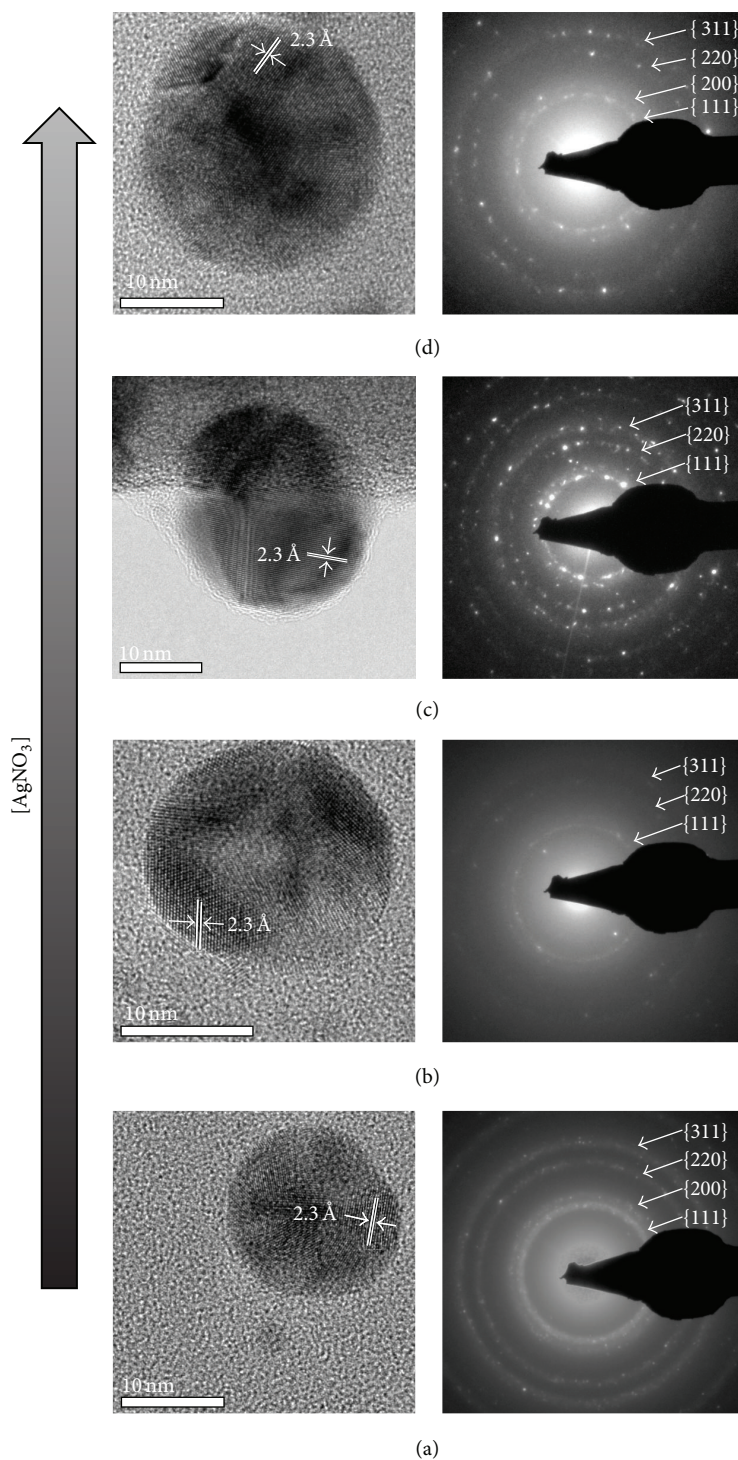 2.3 Å
10 nm
{311}
{220}
{200}
{111}
(d)
2.3 Å
10 nm
{311}
{220}
{111}
(c)
[AgNO₃]
2.3 Å
10 nm
{311}
{220}
{111}
(b)
2.3 Å
10 nm
{311}
{220}
{200}
{111}
(a)